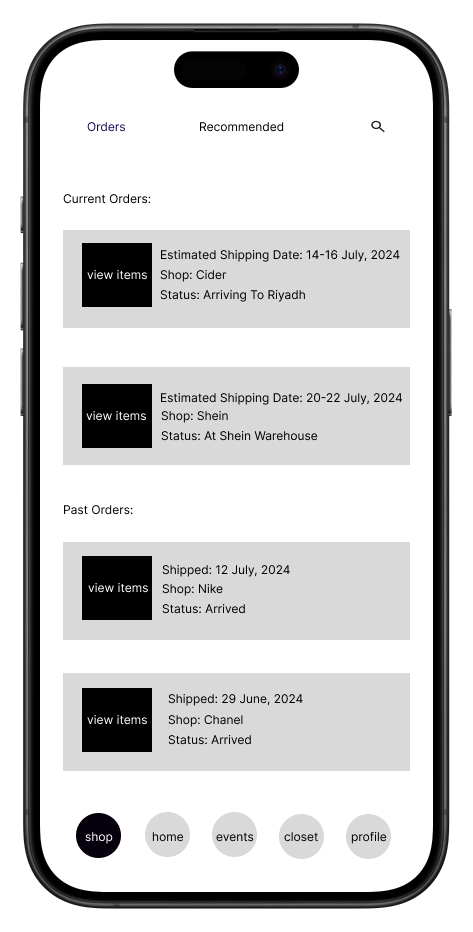 Orders
Recommended
Current Orders:
view items
Estimated Shipping Date: 14-16 July, 2024
Shop: Cider
Status: Arriving To Riyadh
view items
Estimated Shipping Date: 20-22 July, 2024
Shop: Shein
Status: At Shein Warehouse
Past Orders:
view items
Shipped: 12 July, 2024
Shop: Nike
Status: Arrived
view items
Shipped: 29 June, 2024
Shop: Chanel
Status: Arrived
shop
home
events
closet
profile